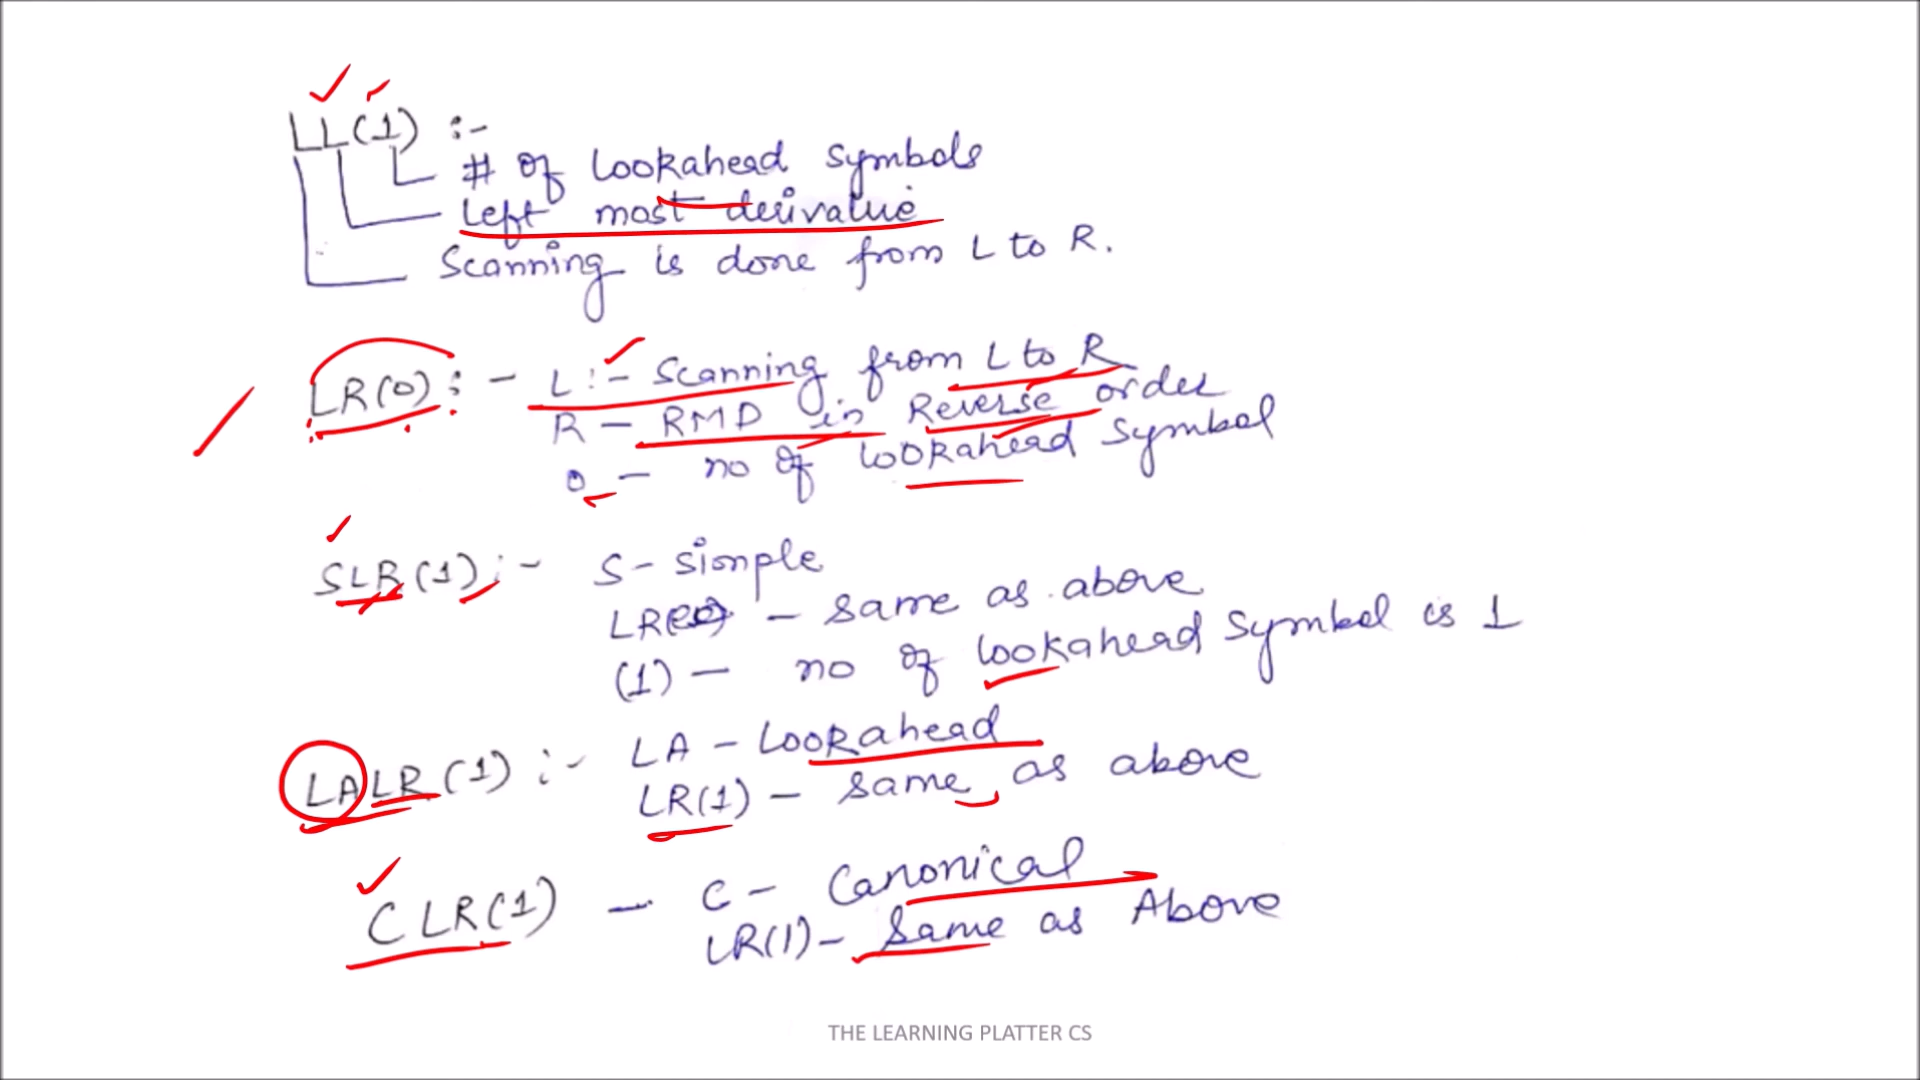 LL(1) :-
# of lookahead symbols
Left most derivative
Scanning is done from L to R.
LR(0) : - L :- Scanning from L to R
R - RMD in Reverse order
0 - no of lookahead Symbol
SLR(1) :- S - simple
LR - same as above
(1) - no of lookahead Symbol is 1
LALR(1) :- LA - Lookahead
LR(1) - same as above
CLR(1) - C - Canonical
LR(1) - Same as Above
THE LEARNING PLATTER CS